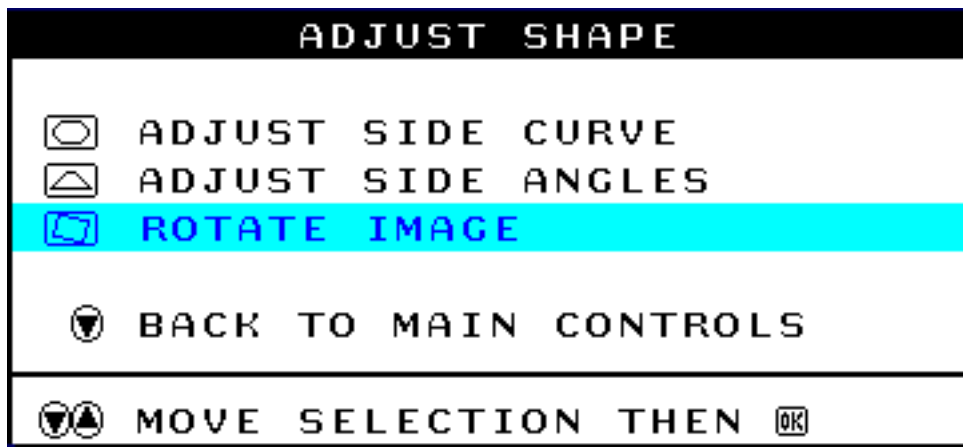 ADJUST SHAPE
ADJUST SIDE CURVE
ADJUST SIDE ANGLES
ROTATE IMAGE
BACK TO MAIN CONTROLS
MOVE SELECTION THEN OK